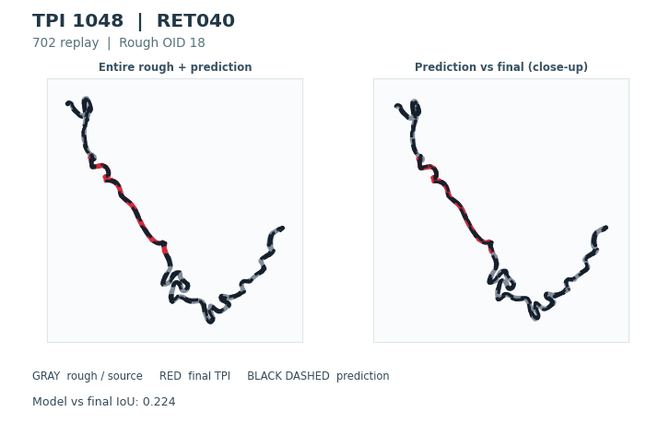 TPI 1048 | RET040
702 replay | Rough OID 18
Entire rough + prediction
Prediction vs final (close-up)
GRAY rough / source RED final TPI BLACK DASHED prediction
Model vs final IoU: 0.224